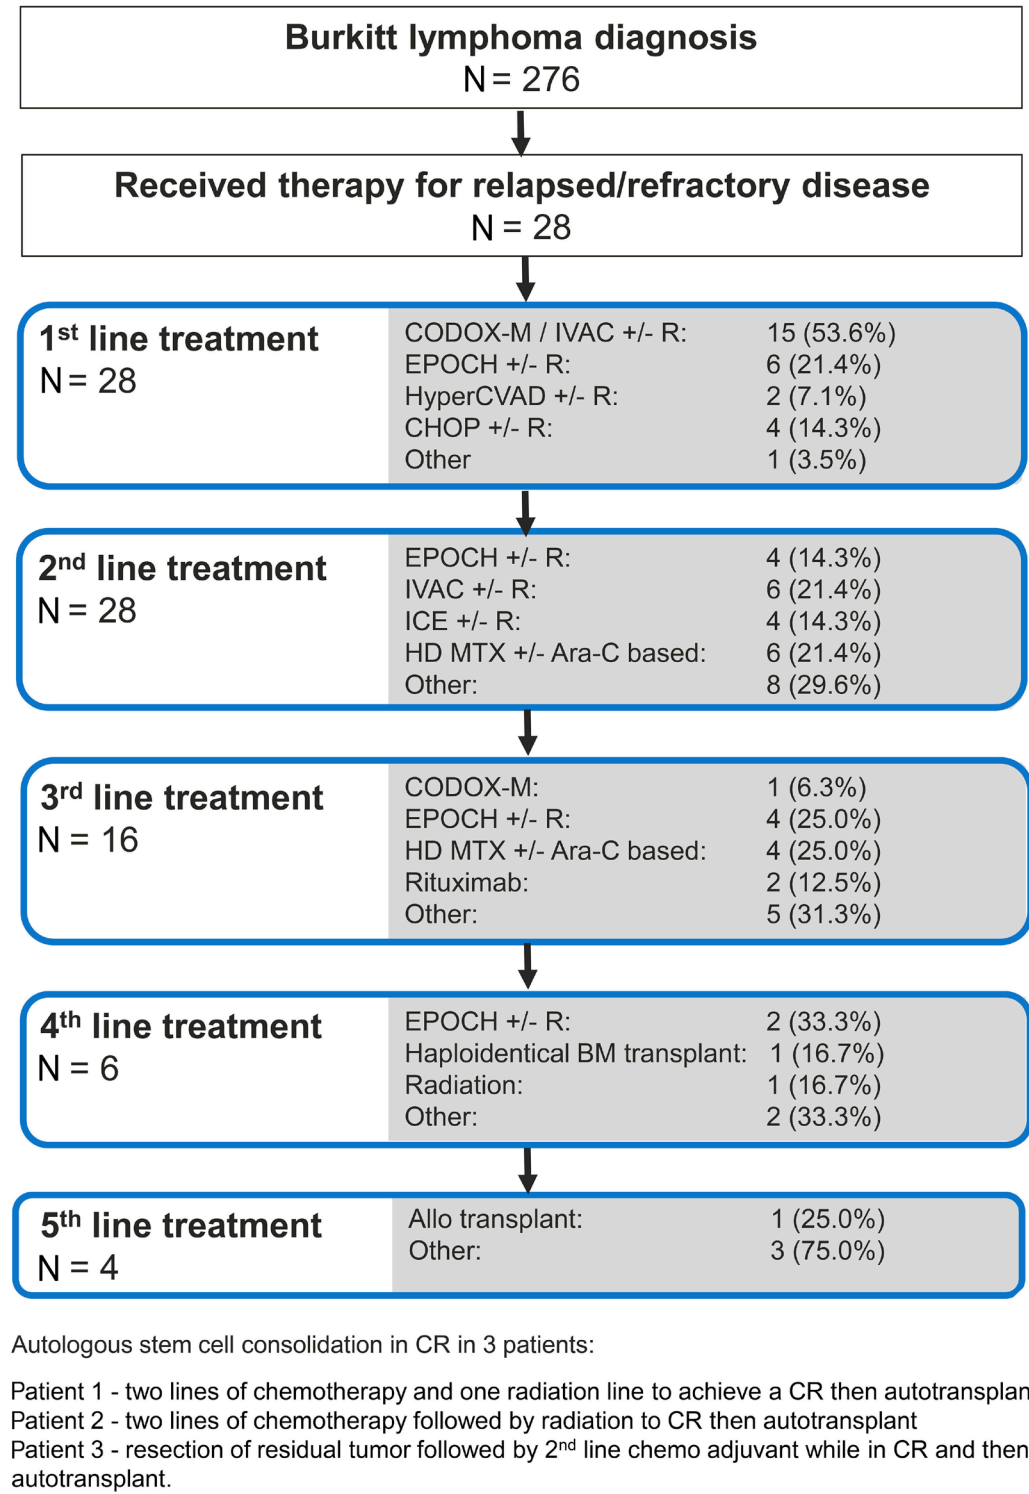 Burkitt lymphoma diagnosis
N = 276
Received therapy for relapsed/refractory disease
N = 28
1st line treatment
N = 28
CODOX-M / IVAC +/- R: 15 (53.6%)
EPOCH +/- R: 6 (21.4%)
HyperCVAD +/- R: 2 (7.1%)
CHOP +/- R: 4 (14.3%)
Other 1 (3.5%)
2nd line treatment
N = 28
EPOCH +/- R: 4 (14.3%)
IVAC +/- R: 6 (21.4%)
ICE +/- R: 4 (14.3%)
HD MTX +/- Ara-C based: 6 (21.4%)
Other: 8 (29.6%)
3rd line treatment
N = 16
CODOX-M: 1 (6.3%)
EPOCH +/- R: 4 (25.0%)
HD MTX +/- Ara-C based: 4 (25.0%)
Rituximab: 2 (12.5%)
Other: 5 (31.3%)
4th line treatment
N = 6
EPOCH +/- R: 2 (33.3%)
Haploidentical BM transplant: 1 (16.7%)
Radiation: 1 (16.7%)
Other: 2 (33.3%)
5th line treatment
N = 4
Allo transplant: 1 (25.0%)
Other: 3 (75.0%)
Autologous stem cell consolidation in CR in 3 patients:
Patient 1 - two lines of chemotherapy and one radiation line to achieve a CR then autotransplan
Patient 2 - two lines of chemotherapy followed by radiation to CR then autotransplant
Patient 3 - resection of residual tumor followed by 2nd line chemo adjuvant while in CR and then
autotransplant.